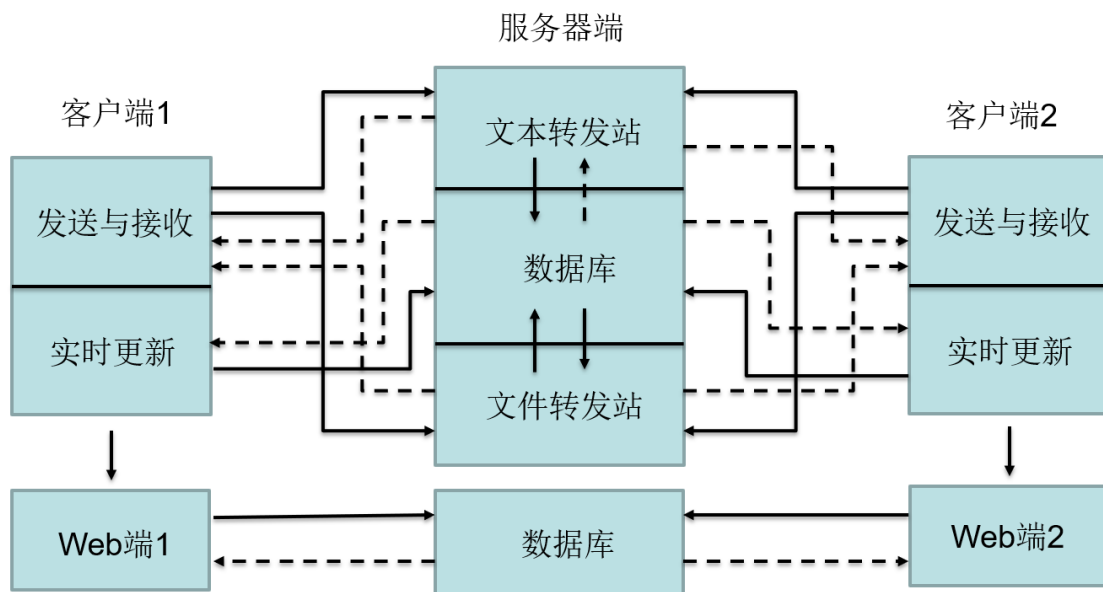 服务器端
客户端1
客户端2
文本转发站
发送与接收
发送与接收
数据库
实时更新
实时更新
文件转发站
Web端1
数据库
Web端2